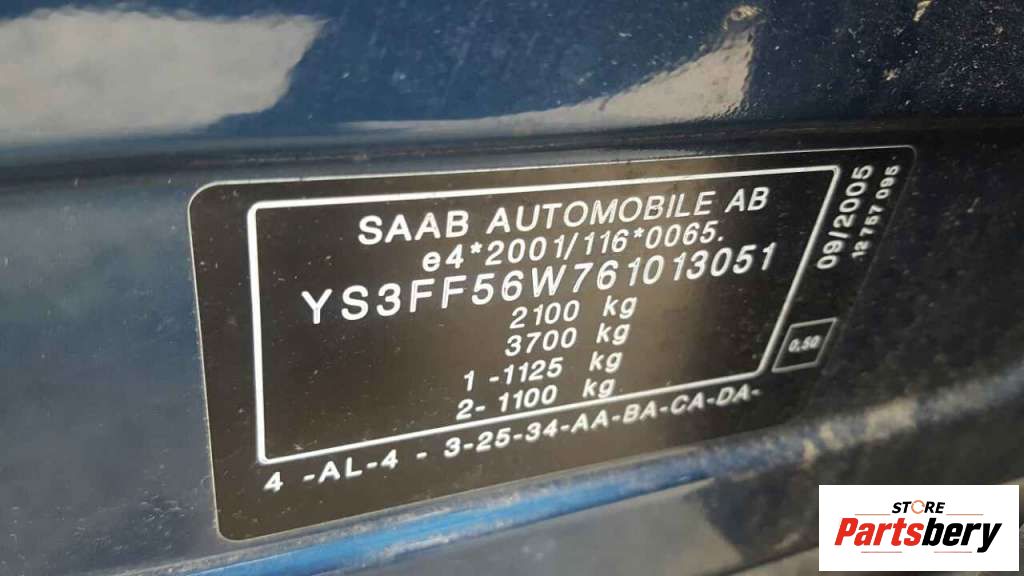 SAAB AUTOMOBILE AB
e4*2001/116*0065.
YS3FF56W761013051
2100 kg
3700 kg
1 -1125 kg
2- 1100 kg
4 -AL-4 - 3-25-34-AA-BA-CA-DA-
09/2005
12 767 095
0,50
STORE
Partsbery